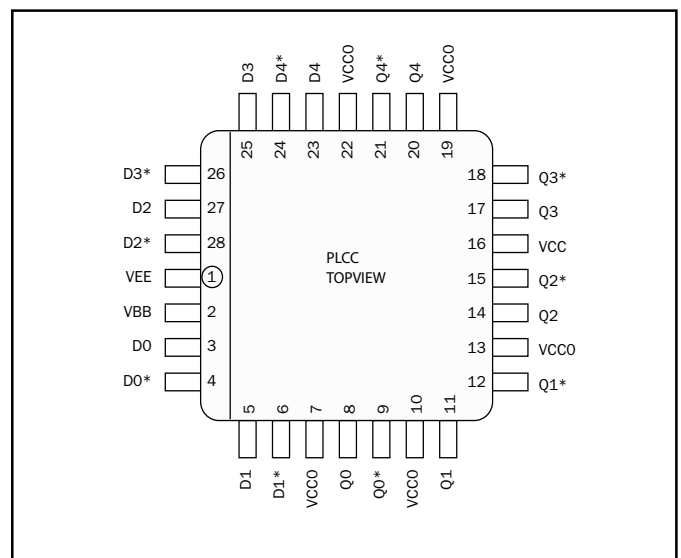 D3 D4* D4 VCCO Q4* Q4 VCCO
25 24 23 22 21 20 19
D3* 26 18 Q3*
D2 27 17 Q3
D2* 28 16 VCC
PLCC
TOPVIEW
VEE 1 15 Q2*
VBB 2 14 Q2
D0 3 13 VCCO
D0* 4 12 Q1*
5 6 7 8 9 10 11
D1 D1* VCCO Q0 Q0* VCCO Q1